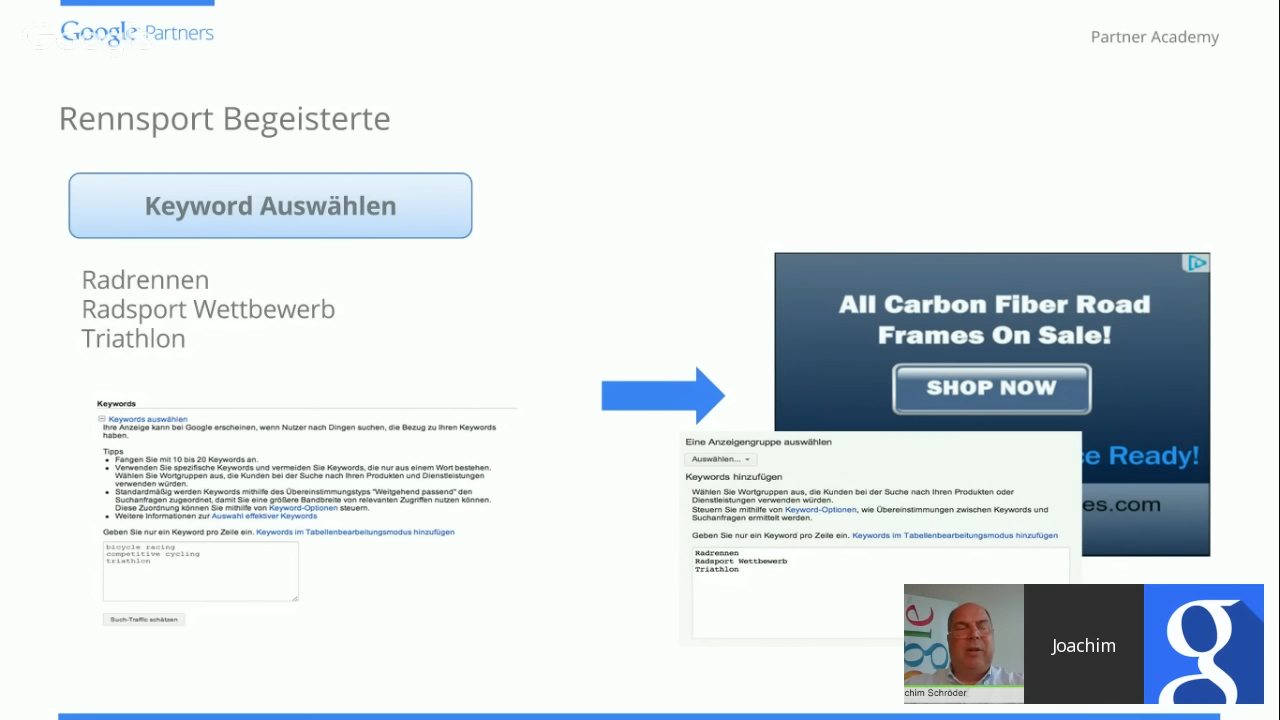 Google Partners
Partner Academy
Rennsport Begeisterte
Keyword Auswählen
Radrennen
Radsport Wettbewerb
Triathlon
Keywords
Keywords auswählen
Ihre Anzeige kann bei Google erscheinen, wenn Nutzer nach Dingen suchen, die Bezug zu Ihren Keywords
haben.
Tipps
Fangen Sie mit 10 bis 20 Keywords an.
Verwenden Sie spezifische Keywords und vermeiden Sie Keywords, die nur aus einem Wort bestehen.
Wählen Sie Wortgruppen aus, die Kunden bei der Suche nach Ihren Produkten und Dienstleistungen
verwenden würden.
Standardmäßig werden Keywords mithilfe des Übereinstimmungstyps "Weitgehend passend" den
Suchanfragen zugeordnet, damit Sie eine größere Bandbreite von relevanten Zugriffen nutzen können.
Diese Zuordnung können Sie mithilfe von Keyword-Optionen steuern.
Weitere Informationen zur Auswahl effektiver Keywords
Geben Sie nur ein Keyword pro Zeile ein. Keywords im Tabellenbearbeitungsmodus hinzufügen
bicycle racing
competitive cycling
triathlon
Such-Traffic schätzen
All Carbon Fiber Road
Frames On Sale!
SHOP NOW
ce Ready!
es.com
Eine Anzeigengruppe auswählen
Auswählen...
Keywords hinzufügen
Wählen Sie Wortgruppen aus, die Kunden bei der Suche nach Ihren Produkten oder
Dienstleistungen verwenden würden.
Steuern Sie mithilfe von Keyword-Optionen, wie Übereinstimmungen zwischen Keywords und
Suchanfragen ermittelt werden.
Geben Sie nur ein Keyword pro Zeile ein. Keywords im Tabellenbearbeitungsmodus hinzufügen
Radrennen
Radsport Wettbewerb
Triathlon
gle
chim Schröder
Joachim
g